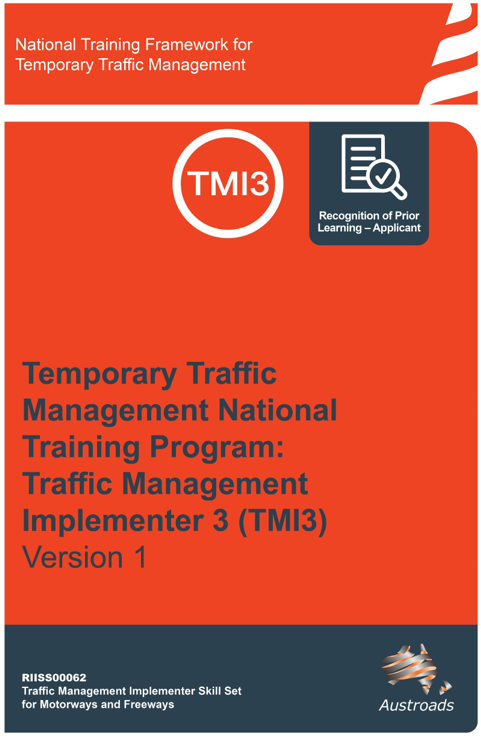 National Training Framework for
Temporary Traffic Management
TMI3
Recognition of Prior
Learning – Applicant
Temporary Traffic
Management National
Training Program:
Traffic Management
Implementer 3 (TMI3)
Version 1
RIISS00062
Traffic Management Implementer Skill Set
for Motorways and Freeways
Austroads